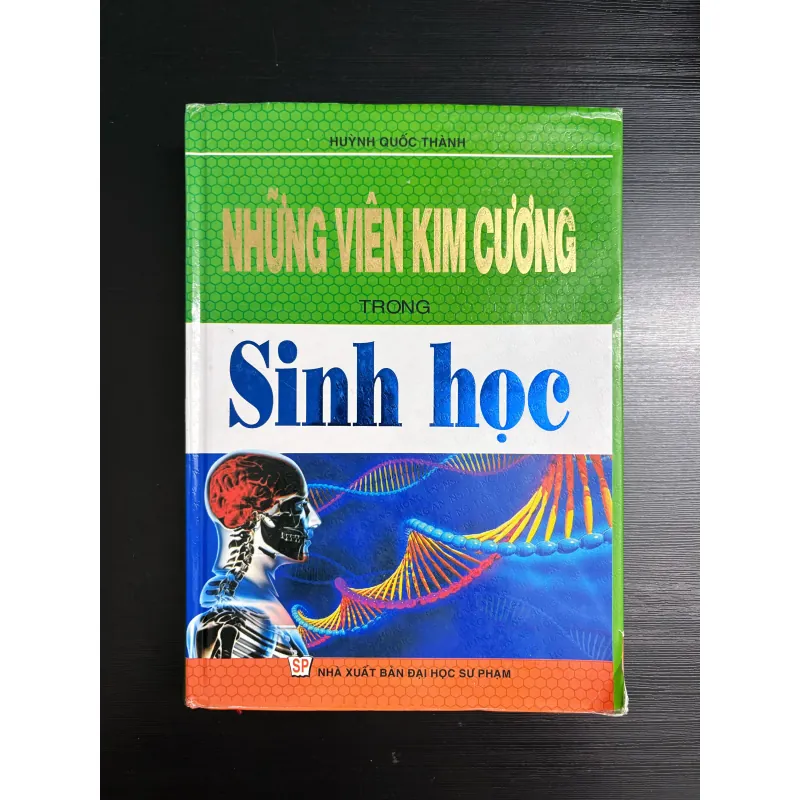 HUỲNH QUỐC THÀNH
NHỮNG VIÊN KIM CƯƠNG
TRONG
Sinh học
SP NHÀ XUẤT BẢN ĐẠI HỌC SƯ PHẠM